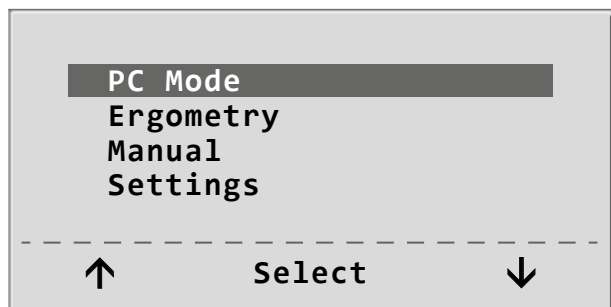 PC Mode
Ergometry
Manual
Settings
↑ Select ↓